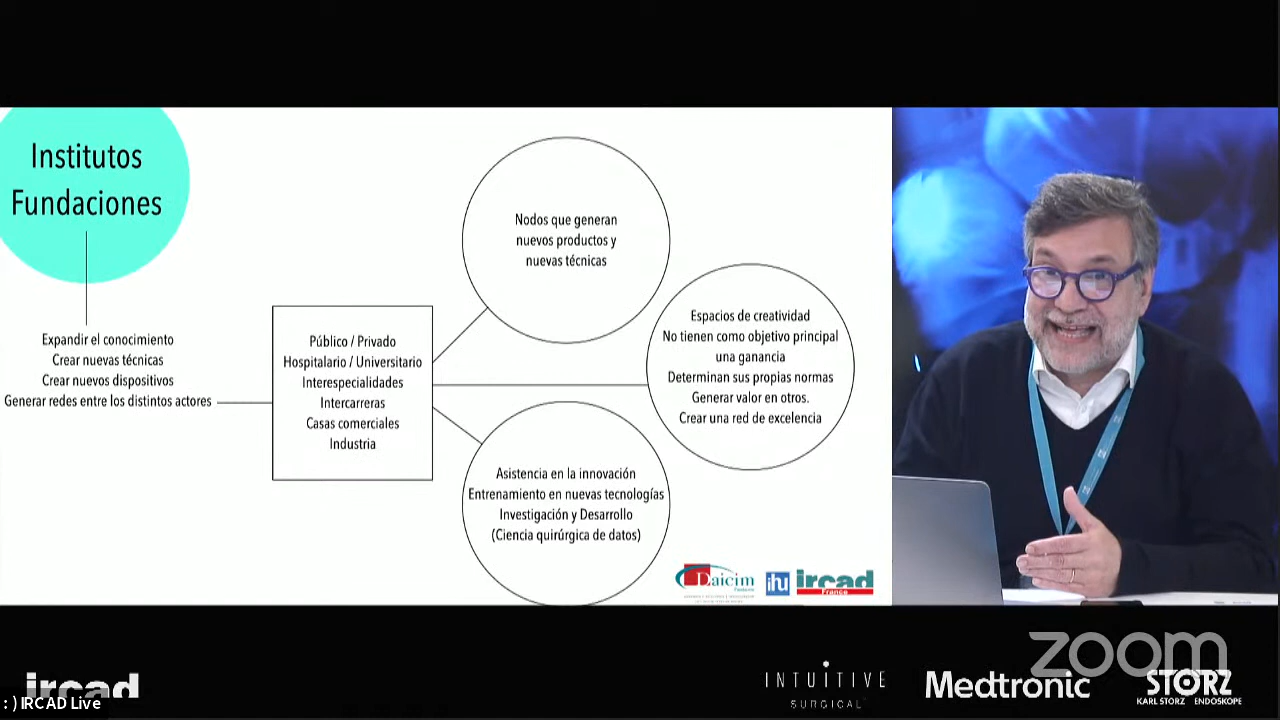 Institutos
Fundaciones
Expandir el conocimiento
Crear nuevas técnicas
Crear nuevos dispositivos
Generar redes entre los distintos actores
Público / Privado
Hospitalario / Universitario
Interespecialidades
Intercarreras
Casas comerciales
Industria
Nodos que generan
nuevos productos y
nuevas técnicas
Espacios de creatividad
No tienen como objetivo principal
una ganancia
Determinan sus propias normas
Generar valor en otros.
Crear una red de excelencia
Asistencia en la innovación
Entrenamiento en nuevas tecnologías
Investigación y Desarrollo
(Ciencia quirúrgica de datos)
Daicim
ihu
ircad
France
zoom
ircad
:) IRCAD Live
INTUITIVE
SURGICAL
Medtronic
STORZ
KARL STORZ ENDOSKOPE